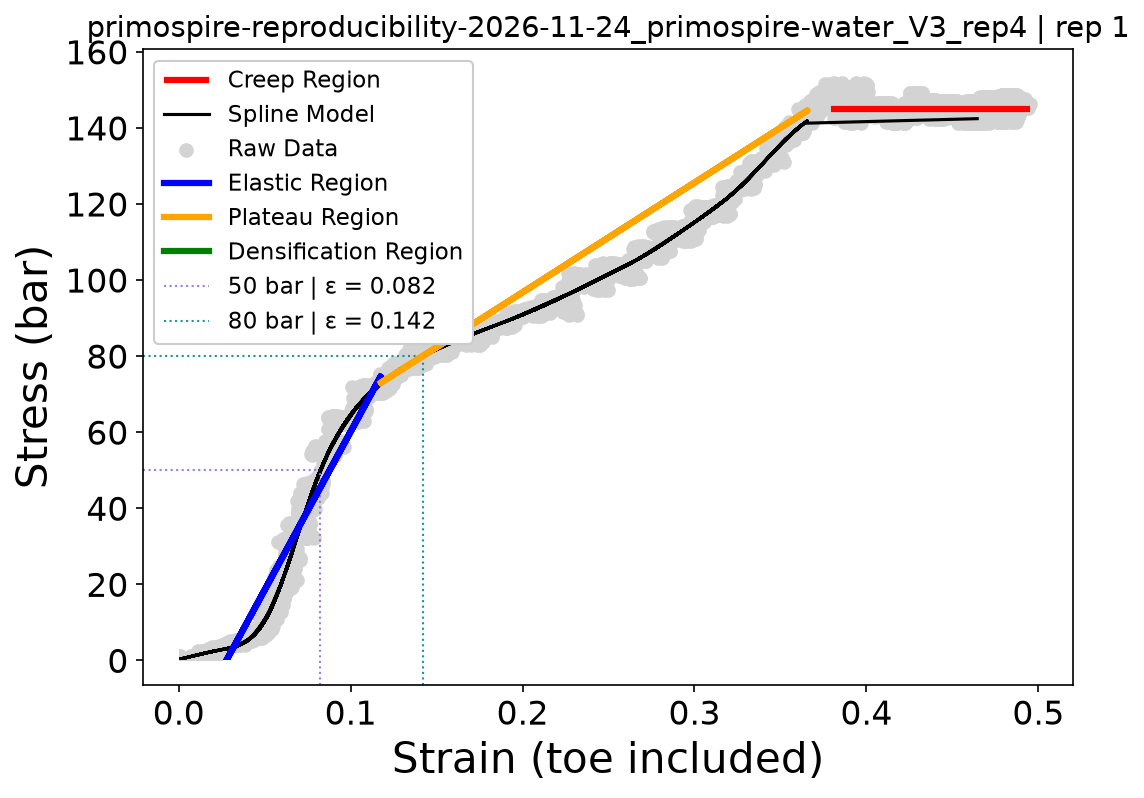 primospire-reproducibility-2026-11-24_primospire-water_V3_rep4 | rep 1
Creep Region
Spline Model
Raw Data
Elastic Region
Plateau Region
Densification Region
50 bar | ε = 0.082
80 bar | ε = 0.142
160
140
120
100
80
60
40
20
0
Stress (bar)
0.0 0.1 0.2 0.3 0.4 0.5
Strain (toe included)